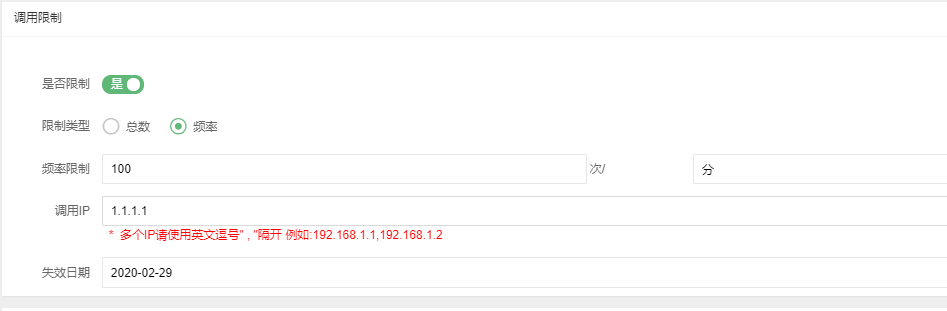 调用限制
是否限制 是
限制类型 总数 频率
频率限制 100 次/ 分
调用IP 1.1.1.1
* 多个IP请使用英文逗号" , "隔开 例如:192.168.1.1,192.168.1.2
失效日期 2020-02-29